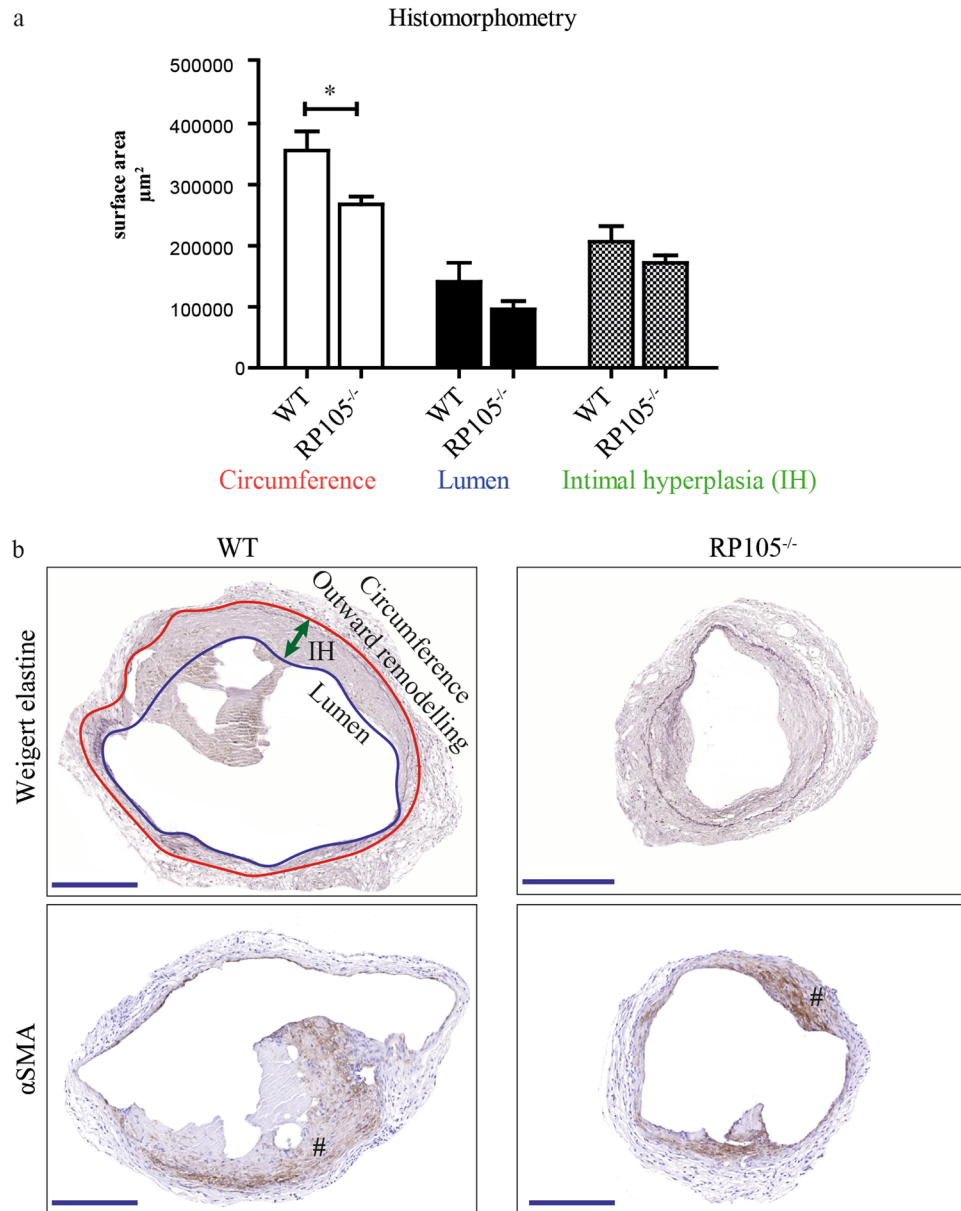 a
Histomorphometry
500000
400000
300000
200000
100000
0
surface area
µm²
*
WT
RP105-/-
WT
RP105-/-
WT
RP105-/-
Circumference
Lumen
Intimal hyperplasia (IH)
b
WT
RP105-/-
Weigert elastine
Circumference
Outward remodelling
IH
Lumen
αSMA
#
#